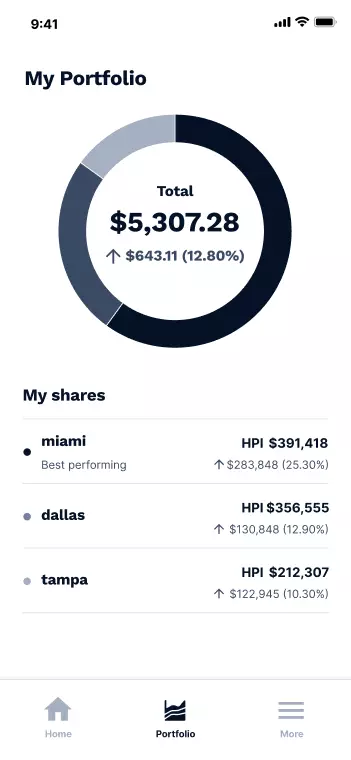 9:41
My Portfolio
Total
$5,307.28
↑ $643.11 (12.80%)
My shares
miami
HPI $391,418
Best performing
↑ $283,848 (25.30%)
dallas
HPI $356,555
↑ $130,848 (12.90%)
tampa
HPI $212,307
↑ $122,945 (10.30%)
Home
Portfolio
More